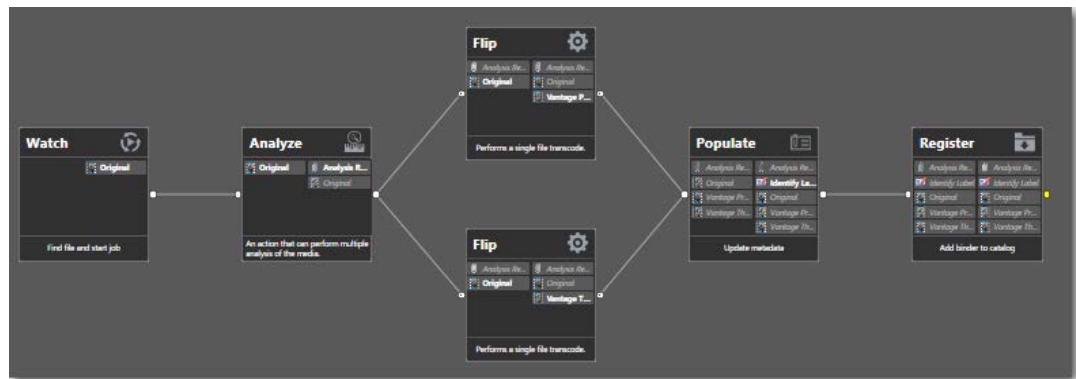 Watch
Original
Find file and start job
Analyze
Original
Analysis R...
Original
An action that can perform multiple
analysis of the media.
Flip
Analysis Re...
Analysis Re...
Original
Original
Vantage P...
Performs a single file transcode.
Flip
Analysis Re...
Analysis Re...
Original
Original
Vantage T...
Performs a single file transcode.
Populate
Analysis Re...
Analysis Re...
Original
Identify La...
Vantage Pr...
Original
Vantage Th...
Vantage Pr...
Vantage Th...
Update metadata
Register
Analysis Re...
Analysis Re...
Identify Label
Identify Label
Original
Original
Vantage Pr...
Vantage Pr...
Vantage Th...
Vantage Th...
Add binder to catalog